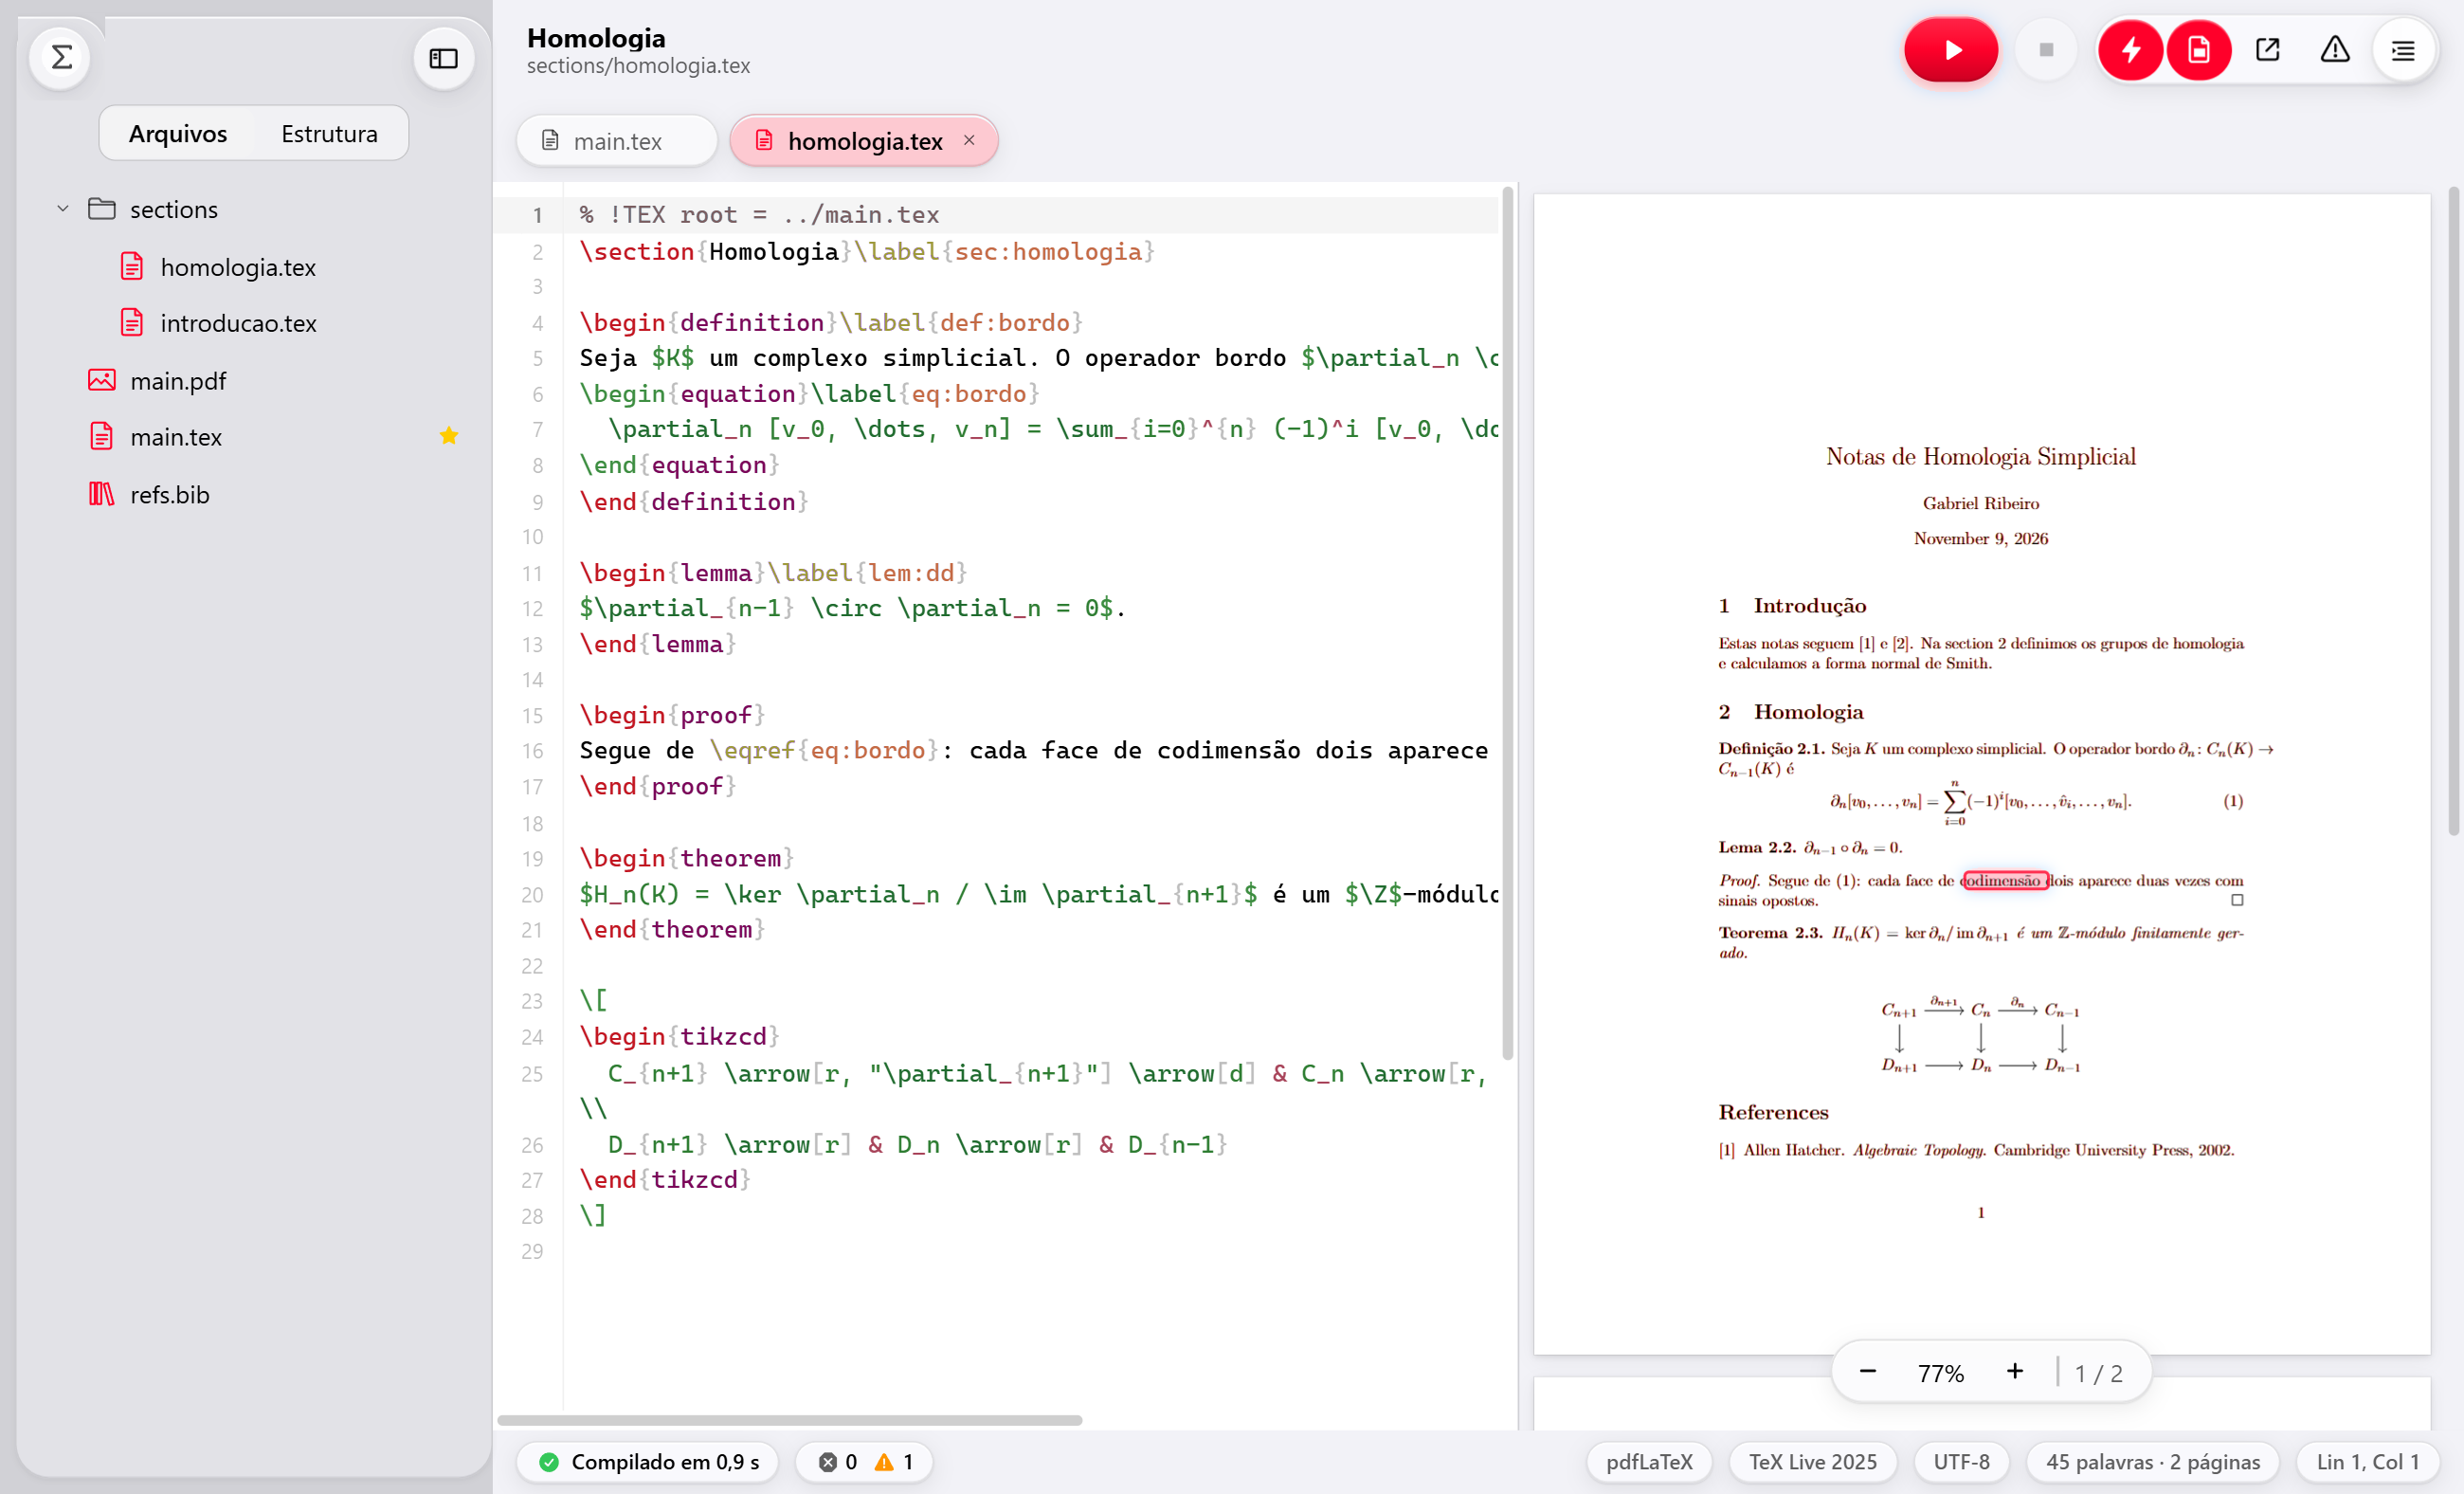 Σ
Arquivos Estrutura
sections
homologia.tex
introducao.tex
main.pdf
main.tex
refs.bib
Homologia
sections/homologia.tex
main.tex
homologia.tex ×
1 % !TEX root = ../main.tex
2 \section{Homologia}\label{sec:homologia}
3
4 \begin{definition}\label{def:bordo}
5 Seja $K$ um complexo simplicial. O operador bordo $\partial_n \c
6 \begin{equation}\label{eq:bordo}
7 \partial_n [v_0, \dots, v_n] = \sum_{i=0}^{n} (-1)^i [v_0, \do
8 \end{equation}
9 \end{definition}
10
11 \begin{lemma}\label{lem:dd}
12 $\partial_{n-1} \circ \partial_n = 0$.
13 \end{lemma}
14
15 \begin{proof}
16 Segue de \eqref{eq:bordo}: cada face de codimensão dois aparece
17 \end{proof}
18
19 \begin{theorem}
20 $H_n(K) = \ker \partial_n / \im \partial_{n+1}$ é um $\Z$-módulo
21 \end{theorem}
22
23 \[
24 \begin{tikzcd}
25 C_{n+1} \arrow[r, "\partial_{n+1}"] \arrow[d] & C_n \arrow[r,
\\
26 D_{n+1} \arrow[r] & D_n \arrow[r] & D_{n-1}
27 \end{tikzcd}
28 \]
29
Notas de Homologia Simplicial
Gabriel Ribeiro
November 9, 2026
1 Introdução
Estas notas seguem [1] e [2]. Na section 2 definimos os grupos de homologia
e calculamos a forma normal de Smith.
2 Homologia
Definição 2.1. Seja K um complexo simplicial. O operador bordo ∂ₙ: Cₙ(K) →
Cₙ₋₁(K) é
∂ₙ[v₀, . . . , vₙ] = ∑ᵢ₌₀ⁿ (−1)ⁱ[v₀, . . . , v̂ᵢ, . . . , vₙ]. (1)
Lema 2.2. ∂ₙ₋₁ ∘ ∂ₙ = 0.
Proof. Segue de (1): cada face de codimensão dois aparece duas vezes com
sinais opostos. □
Teorema 2.3. Hₙ(K) = ker ∂ₙ/ im ∂ₙ₊₁ é um ℤ-módulo finitamente ger-
ado.
∂ₙ₊₁ ∂ₙ
Cₙ₊₁ ⟶ Cₙ ⟶ Cₙ₋₁
Dₙ₊₁ ⟶ Dₙ ⟶ Dₙ₋₁
References
[1] Allen Hatcher. Algebraic Topology. Cambridge University Press, 2002.
1
− 77% + 1 / 2
Compilado em 0,9 s
0 1
pdfLaTeX
TeX Live 2025
UTF-8
45 palavras · 2 páginas
Lin 1, Col 1